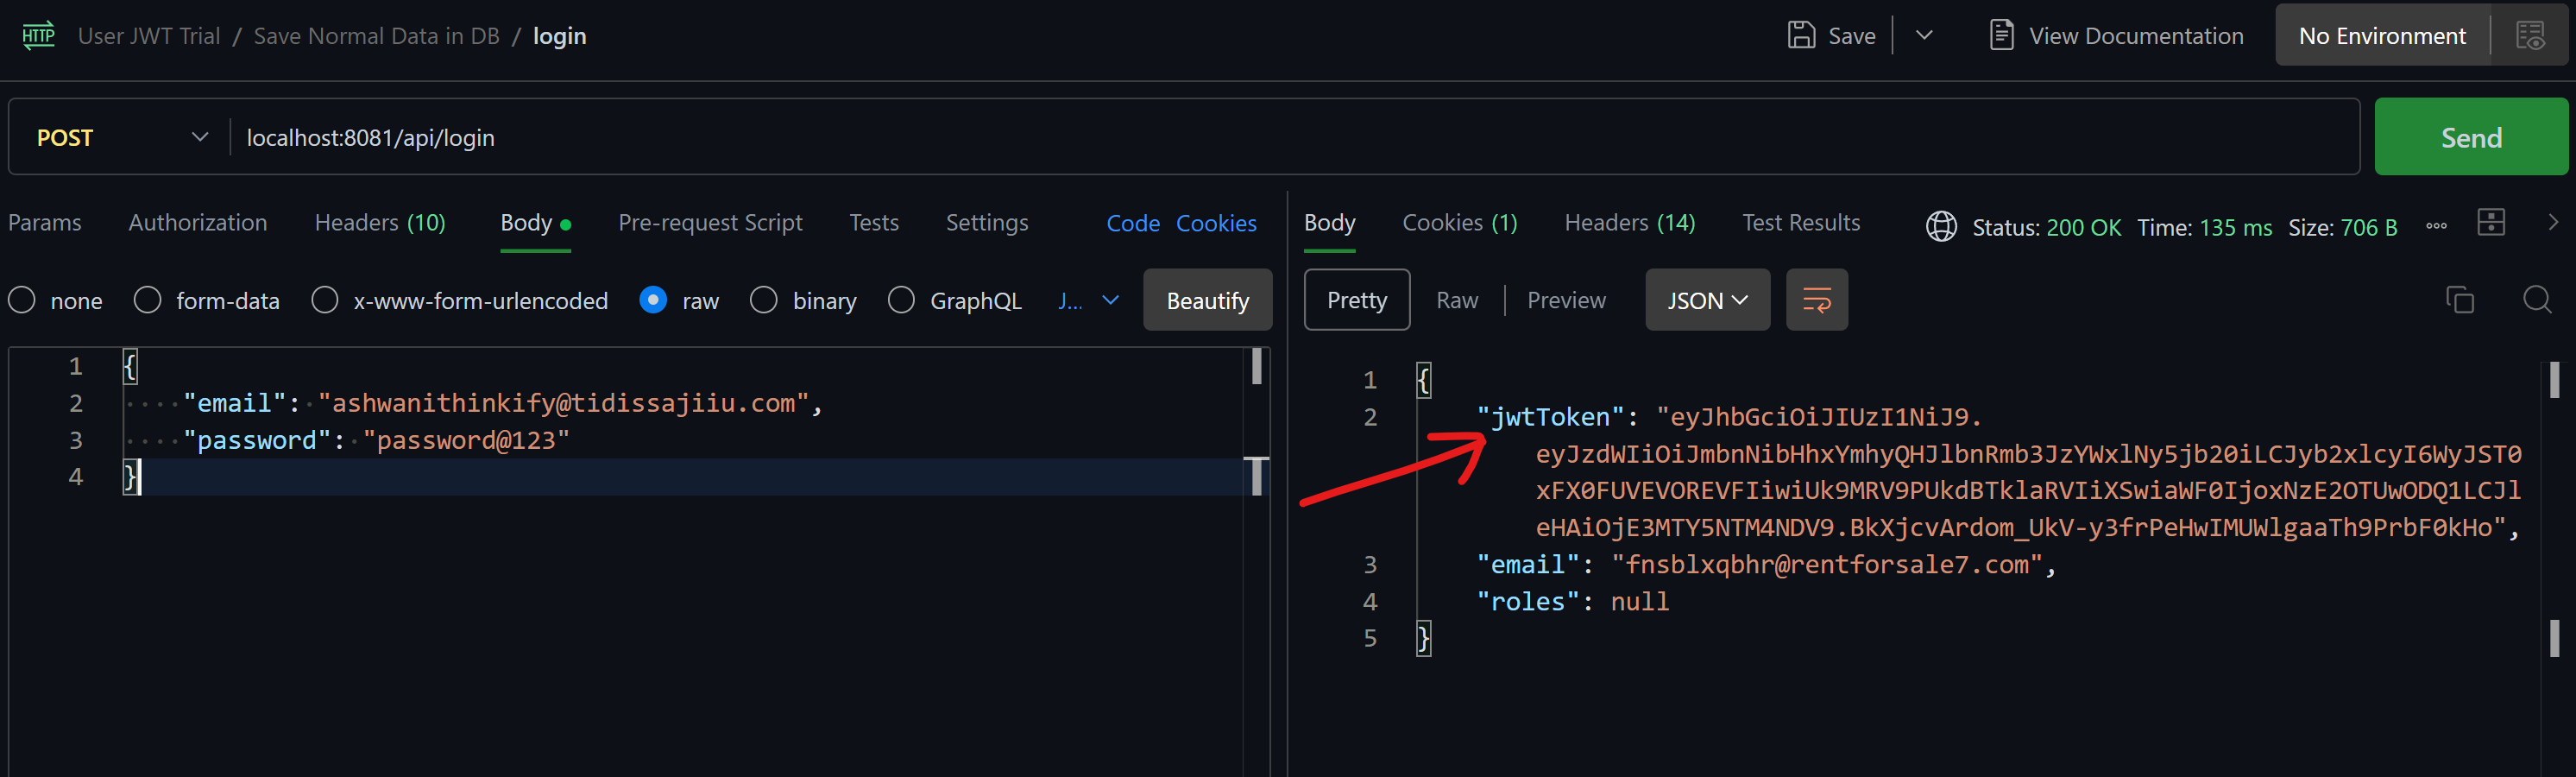 HTTP User JWT Trial / Save Normal Data in DB / login
Save View Documentation No Environment
POST localhost:8081/api/login Send
Params Authorization Headers (10) Body Pre-request Script Tests Settings Code Cookies
none form-data x-www-form-urlencoded raw binary GraphQL J... Beautify
1 {
2 "email": "ashwanithinkify@tidissajiiu.com",
3 "password": "password@123"
4 }
Body Cookies (1) Headers (14) Test Results Status: 200 OK Time: 135 ms Size: 706 B
Pretty Raw Preview JSON
1 {
2 "jwtToken": "eyJhbGciOiJIUzI1NiJ9.
eyJzdWIiOiJmbnNibHhxYmhyQHJlbnRmb3JzYWxlNy5jb20iLCJyb2xlcyI6WyJST0
xFX0FUVEVOREVFIiwiUk9MRV9PUkdBTklaRVIiXSwiaWF0IjoxNzE2OTUwODQ1LCJl
eHAiOjE3MTY5NTM4NDV9.BkXjcvArdom_UkV-y3frPeHwIMUWlgaaTh9PrbF0kHo",
3 "email": "fnsblxqbhr@rentforsale7.com",
4 "roles": null
5 }